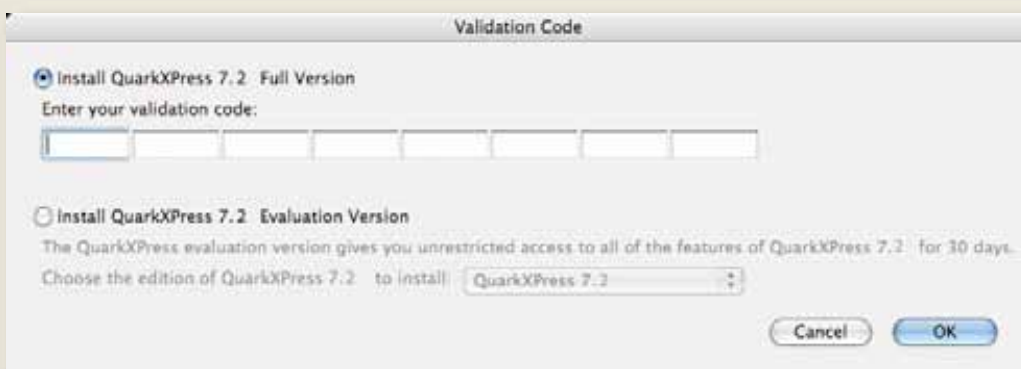 Validation Code
Install QuarkXPress 7.2 Full Version
Enter your validation code:
Install QuarkXPress 7.2 Evaluation Version
The QuarkXPress evaluation version gives you unrestricted access to all of the features of QuarkXPress 7.2 for 30 days.
Choose the edition of QuarkXPress 7.2 to install: QuarkXPress 7.2
Cancel OK